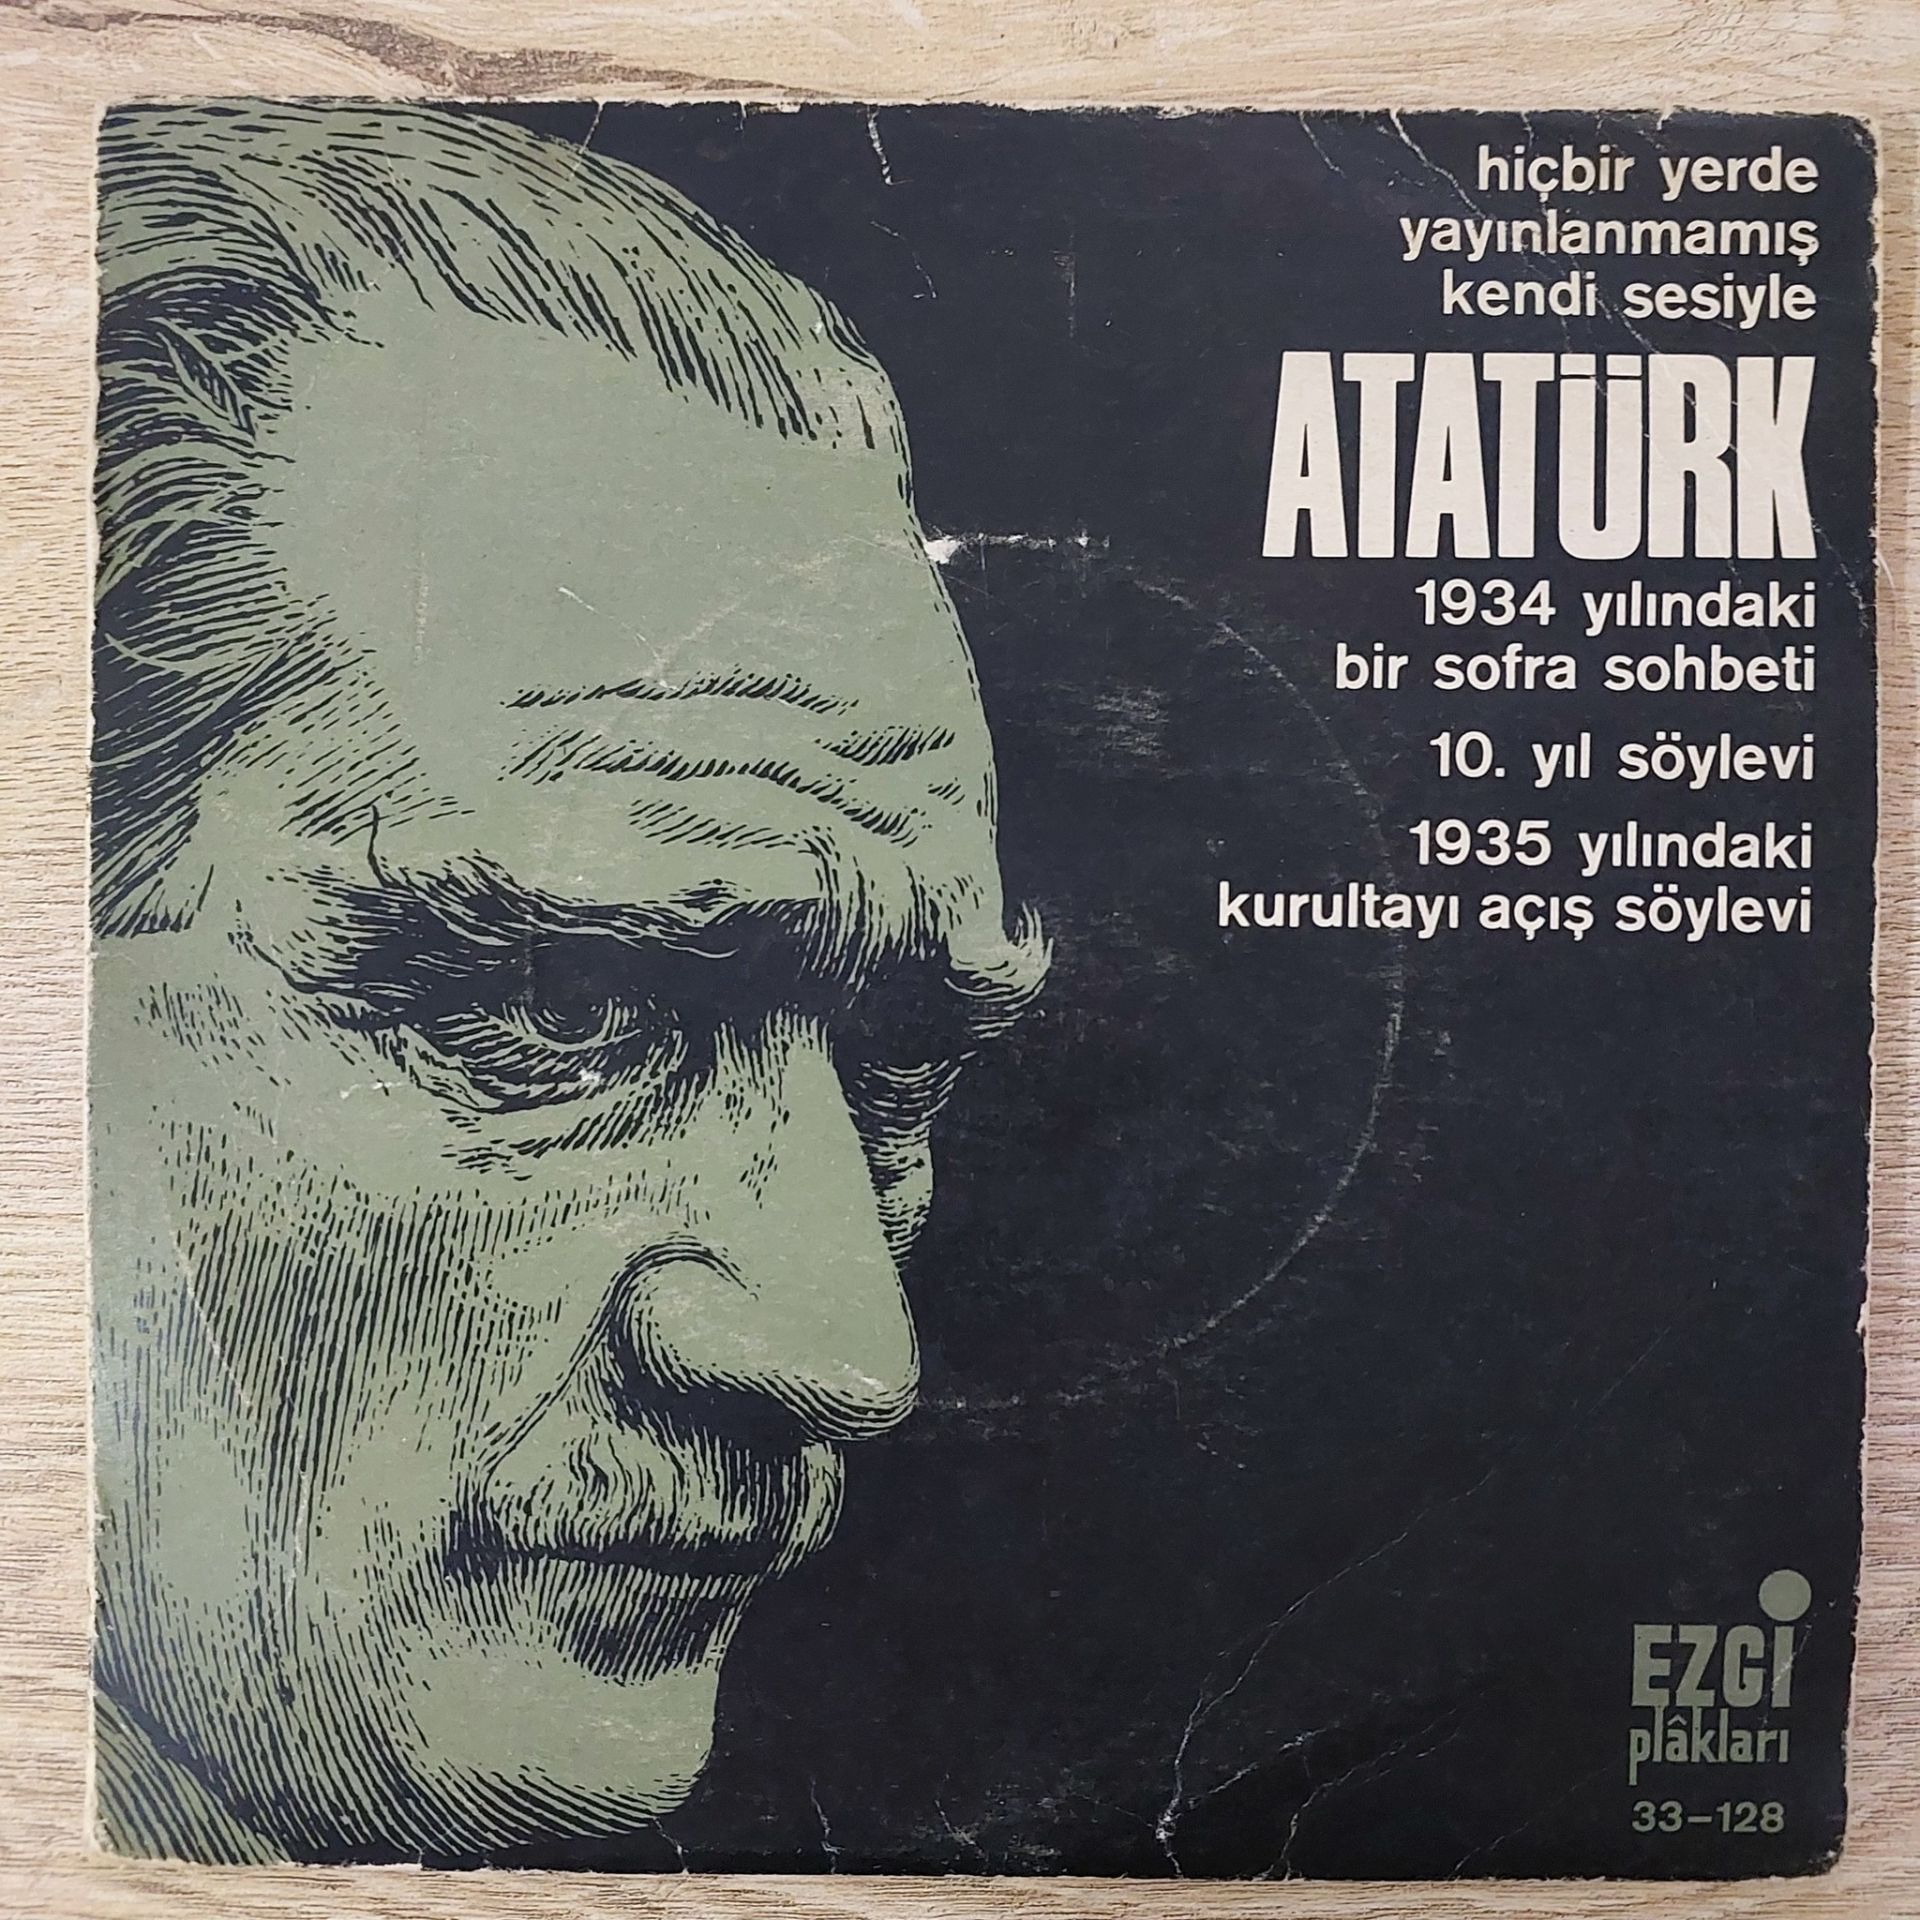 hiçbir yerde
yayınlanmamış
kendi sesiyle
ATATÜRK
1934 yılındaki
bir sofra sohbeti
10. yıl söylevi
1935 yılındaki
kurultayı açış söylevi
EZGİ
plâkları
33-128